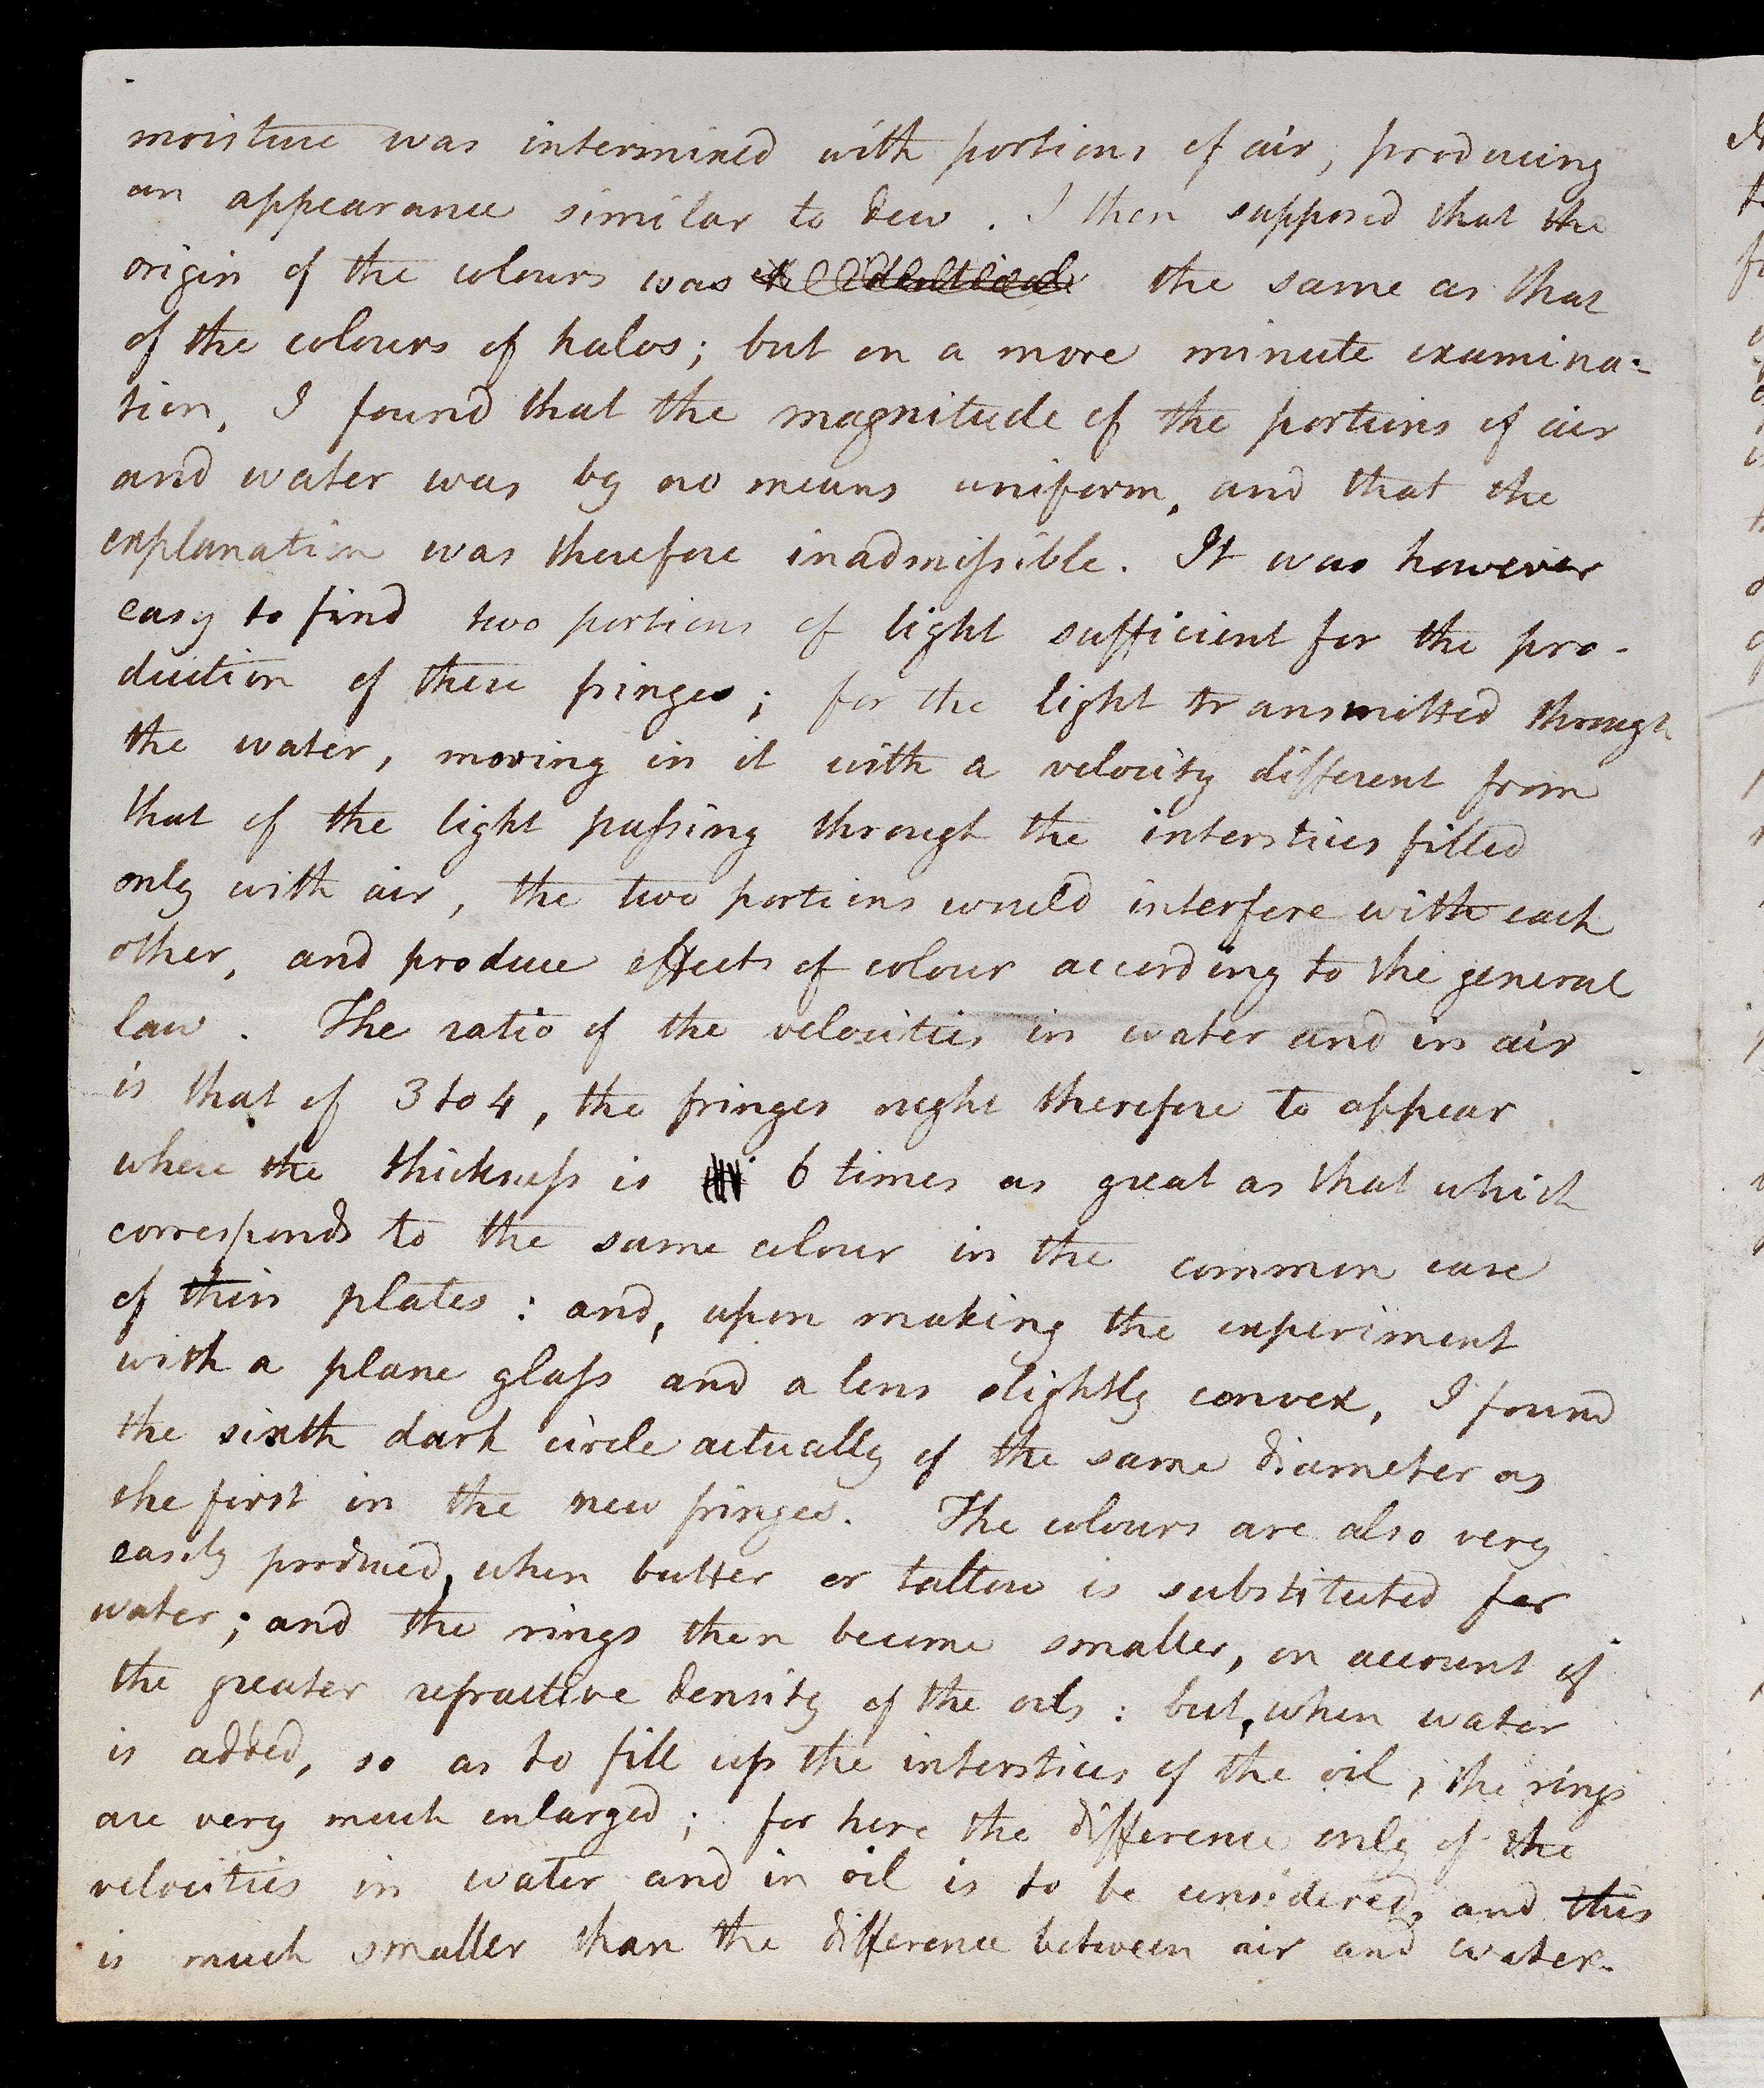 moisture was intermixed with portions of air, producing
an appearance similar to dew. I then supposed that the
origin of the colours was the same as that
of the colours of halos; but on a more minute examina-
tion, I found that the magnitude of the portions of air
and water was by no means uniform, and that the
explanation was therefore inadmissible. It was however
easy to find two portions of light sufficient for the pro-
duction of these fringes; for the light transmitted through
the water, moving in it with a velocity different from
that of the light passing through the interstices filled
only with air, the two portions would interfere with each
other, and produce effects of colour according to the general
law. The ratio of the velocities in water and in air
is that of 3 to 4, the fringes ought therefore to appear
where the thickness is 6 times as great as that which
corresponds to the same colour in the common case
of thin plates: and, upon making the experiment
with a plane glass and a lens slightly convex, I found
the sixth dark circle actually of the same diameter as
the first in the new fringes. The colours are also very
easily produced, when butter or tallow is substituted for
water; and the rings then become smaller, on account of
the greater refractive density of the oils: but, when water
is added, so as to fill up the interstices of the oil, the rings
are very much enlarged; for here the difference only of the
velocities in water and in oil is to be considered, and this
is much smaller than the difference between air and water.